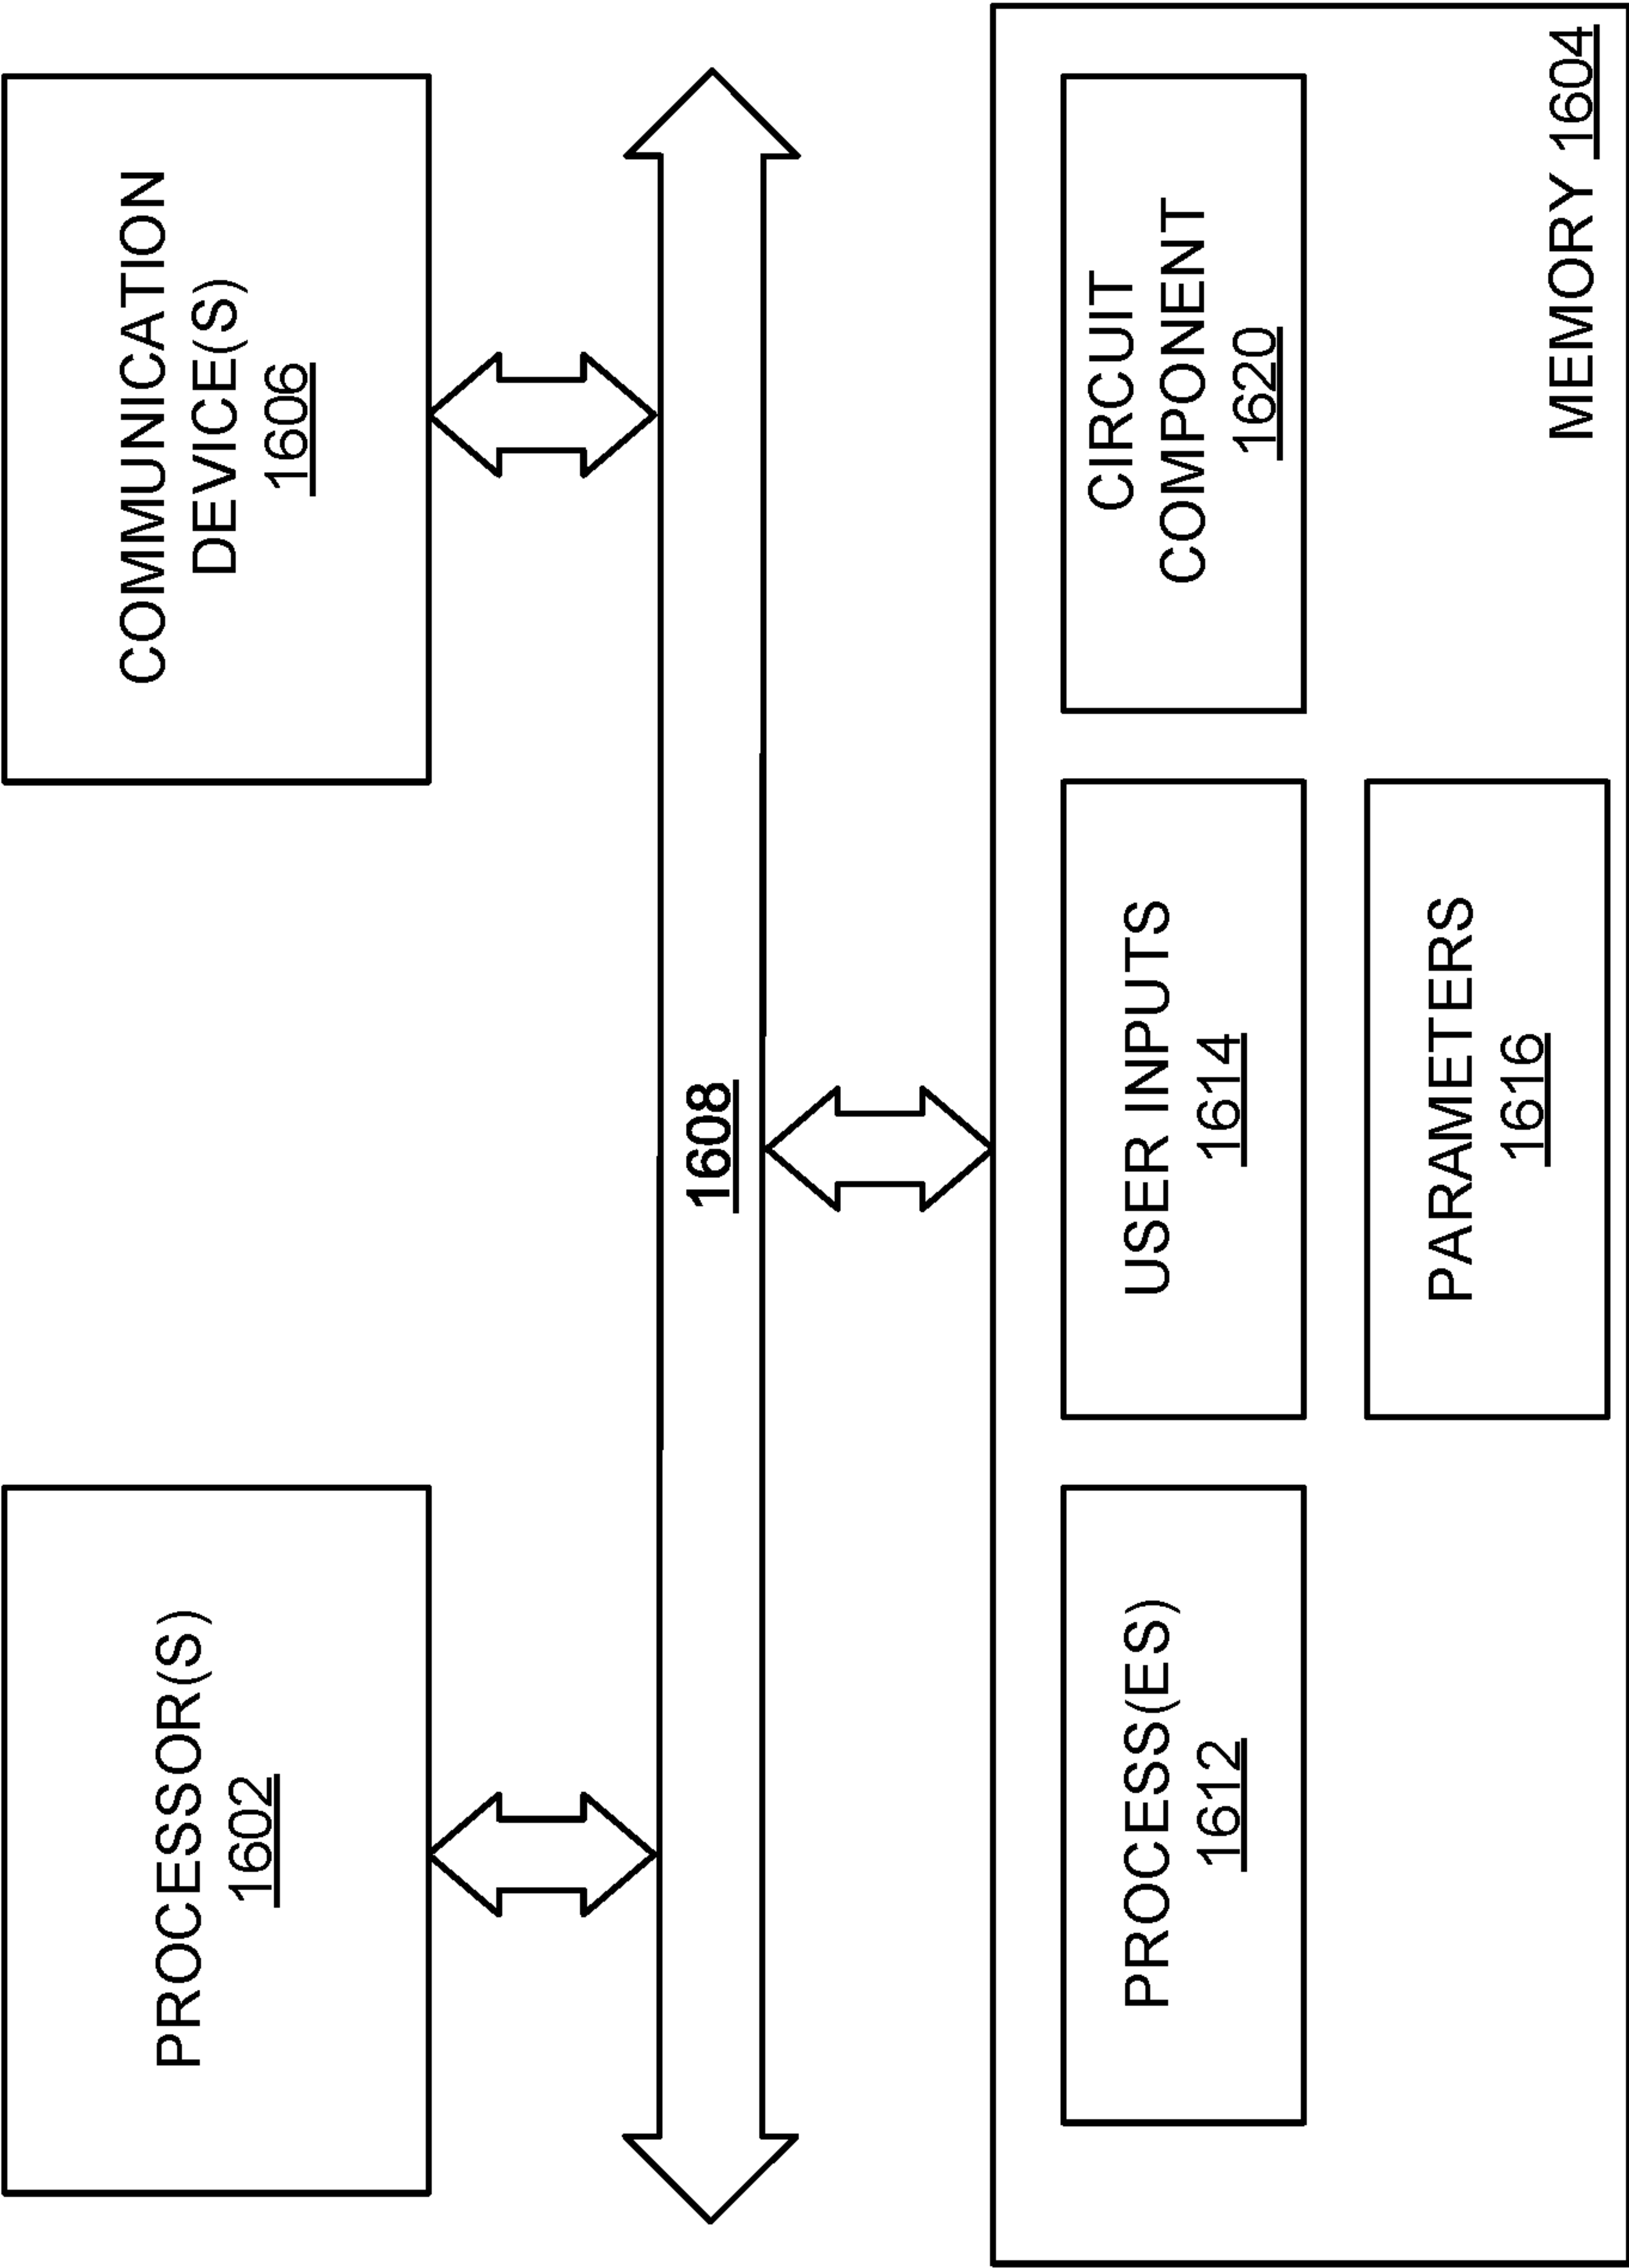 PROCESSOR(S)
1602
COMMUNICATION
DEVICE(S)
1606
1608
PROCESS(ES)
1612
USER INPUTS
1614
CIRCUIT
COMPONENT
1620
PARAMETERS
1616
MEMORY 1604